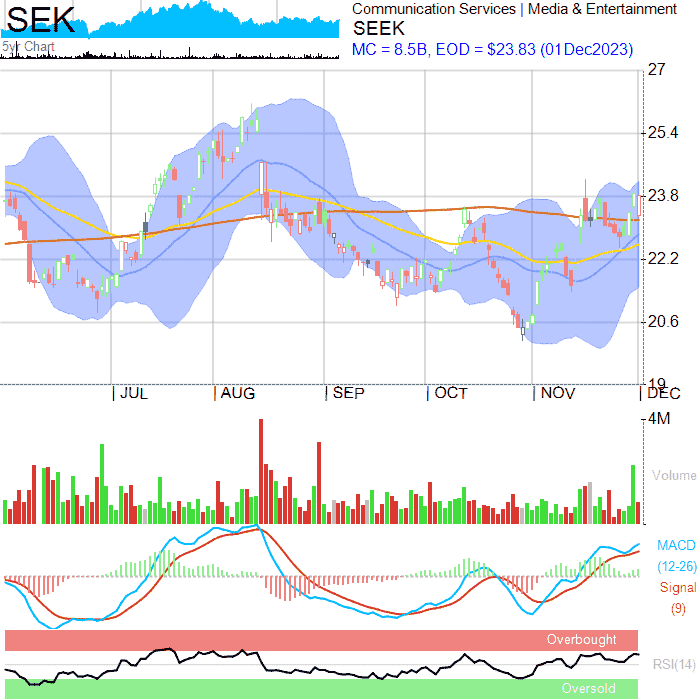 SEK
5yr Chart
Communication Services | Media & Entertainment
SEEK
MC = 8.5B, EOD = $23.83 (01Dec2023)
27
25.4
23.8
22.2
20.6
19
JUL AUG SEP OCT NOV DEC
4M
Volume
MACD
(12-26)
Signal
(9)
Overbought
RSI(14)
Oversold